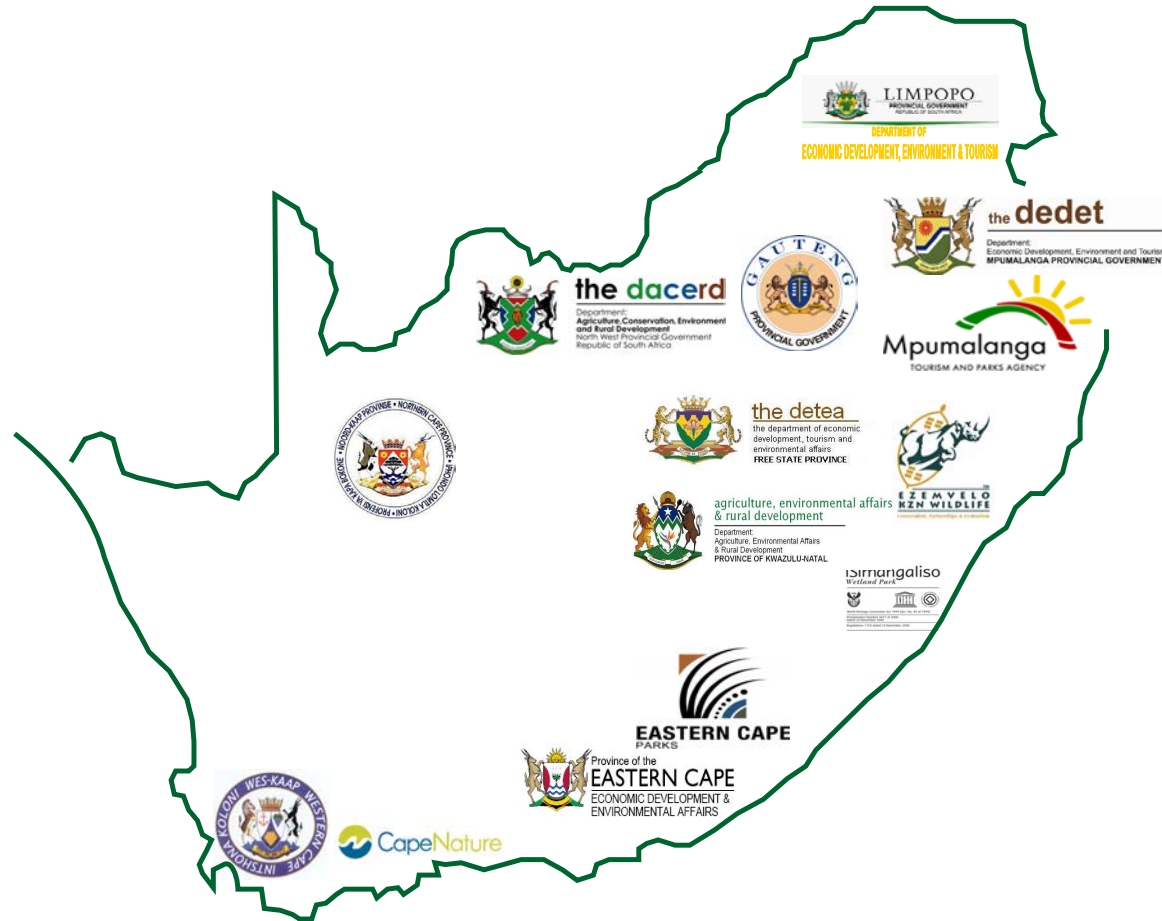 LIMPOPO
PROVINCIAL GOVERNMENT
REPUBLIC OF SOUTH AFRICA
DEPARTMENT OF
ECONOMIC DEVELOPMENT, ENVIRONMENT & TOURISM
the dedet
Department:
Economic Development, Environment and Tourism
MPUMALANGA PROVINCIAL GOVERNMENT
GAUTENG
PROVINCIAL GOVERNMENT
the dacerd
Department:
Agriculture, Conservation, Environment
and Rural Development
North West Provincial Government
Republic of South Africa
Mpumalanga
TOURISM AND PARKS AGENCY
NOORD-KAAP PROVINSIE • NORTHERN CAPE PROVINCE •
the detea
the department of economic
development, tourism and
environmental affairs
FREE STATE PROVINCE
EZEMVELO
KZN WILDLIFE
agriculture, environmental affairs
& rural development
Department:
Agriculture, Environmental Affairs
& Rural Development
PROVINCE OF KWAZULU-NATAL
iSimangaliso
Wetland Park
EASTERN CAPE
PARKS
Province of the
EASTERN CAPE
ECONOMIC DEVELOPMENT &
ENVIRONMENTAL AFFAIRS
INTSHONA KOLONI WES-KAAP WESTERN CAPE
CapeNature